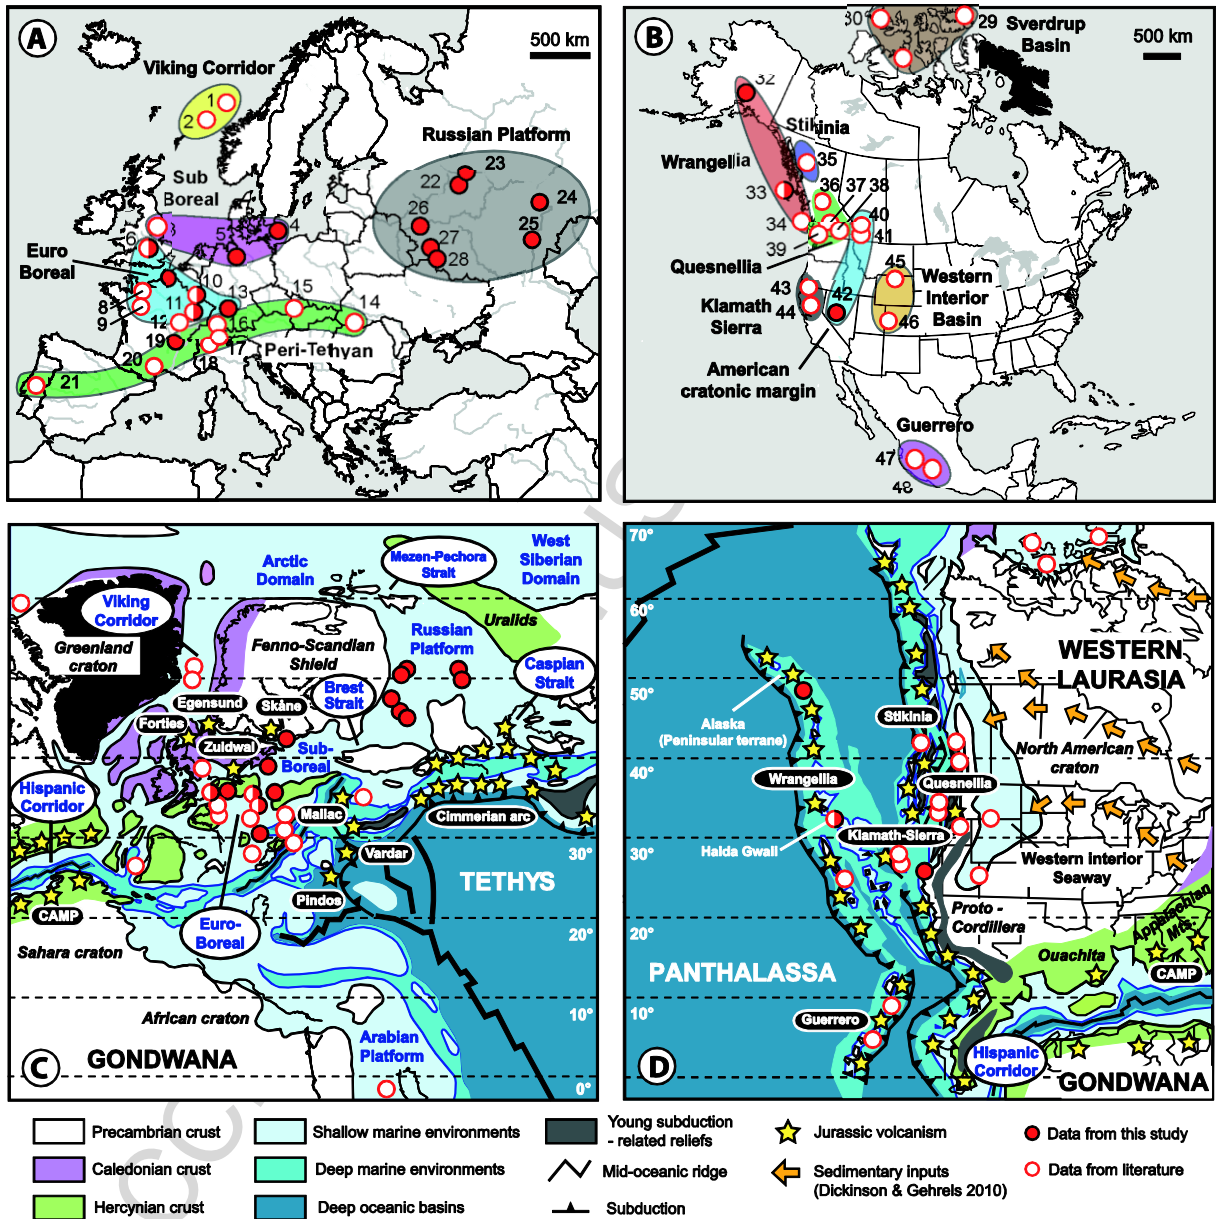 A
500 km
Viking Corridor
1
2
Russian Platform
23
22
24
26
25
27
28
Sub
Boreal
3
4
5
6
Euro
Boreal
10
8
9
11
13
15
14
12
16
19
17
18
Peri-Tethyan
20
21
B
30°
29
Sverdrup
Basin
500 km
32
Stikinia
Wrangellia
35
33
36
37
38
34
40
41
39
Quesnellia
45
Western
Interior
Basin
43
44
42
46
Klamath
Sierra
American
cratonic margin
Guerrero
47
48
C
Arctic
Domain
Mezen-Pechora
Strait
West
Siberian
Domain
Viking
Corridor
Greenland
craton
Fenno-Scandian
Shield
Uralids
Russian
Platform
Caspian
Strait
Brest
Strait
Egensund
Skåne
Forties
Zuidwal
Sub-
Boreal
Hispanic
Corridor
Maliac
Cimmerian arc
Vardar
30°
TETHYS
Pindos
CAMP
Euro-
Boreal
20°
Sahara craton
African craton
10°
Arabian
Platform
GONDWANA
0°
D
70°
60°
WESTERN
LAURASIA
50°
Alaska
(Peninsular terrane)
Stikinia
North American
craton
40°
Wrangellia
Quesnellia
Klamath-Sierra
30°
Haida Gwaii
Western Interior
Seaway
Proto -
Cordillera
20°
Appalachian
Mts.
PANTHALASSA
Ouachita
CAMP
10°
Guerrero
Hispanic
Corridor
GONDWANA
Precambrian crust
Shallow marine environments
Young subduction
- related reliefs
Jurassic volcanism
Data from this study
Caledonian crust
Deep marine environments
Mid-oceanic ridge
Sedimentary inputs
(Dickinson & Gehrels 2010)
Data from literature
Hercynian crust
Deep oceanic basins
Subduction